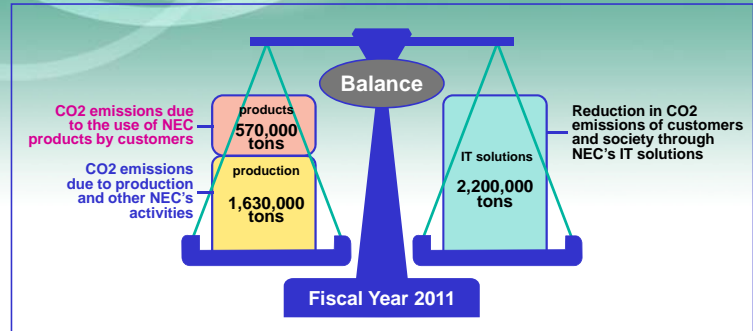 Balance
CO2 emissions due
to the use of NEC
products by customers
products
570,000
tons
CO2 emissions
due to production
and other NEC's
activities
production
1,630,000
tons
IT solutions
2,200,000
tons
Reduction in CO2
emissions of customers
and society through
NEC's IT solutions
Fiscal Year 2011